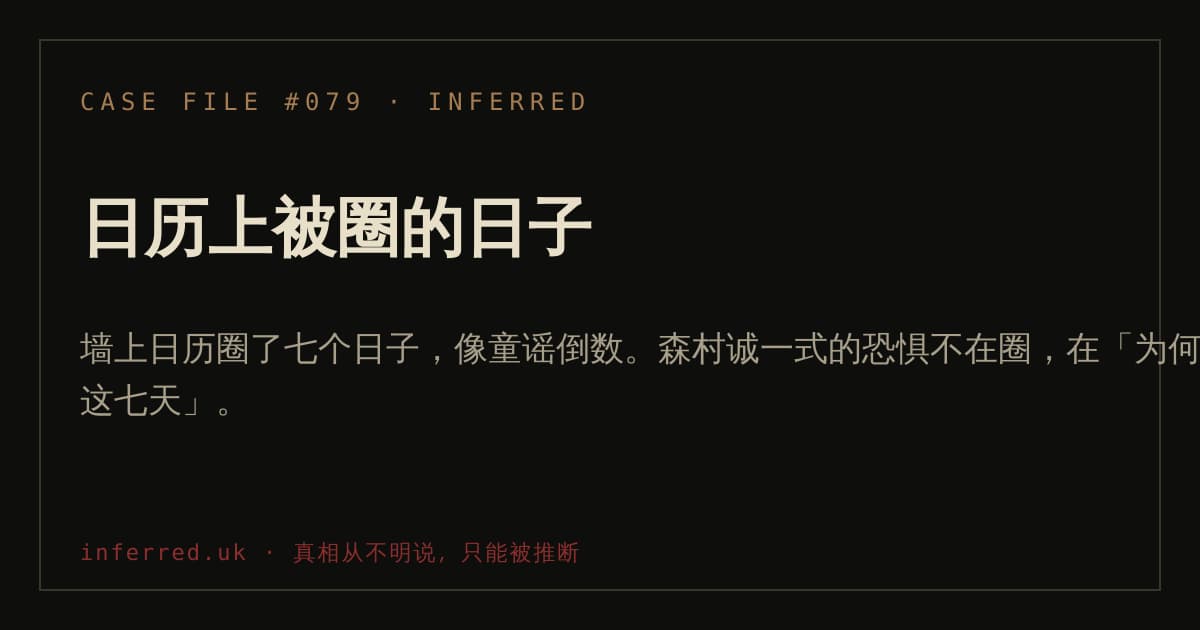 CASE FILE #079 · INFERRED
日历上被圈的日子
墙上日历圈了七个日子，像童谣倒数。森村诚一式的恐惧不在圈，在「为何
这七天」。
inferred.uk · 真相从不明说，只能被推断